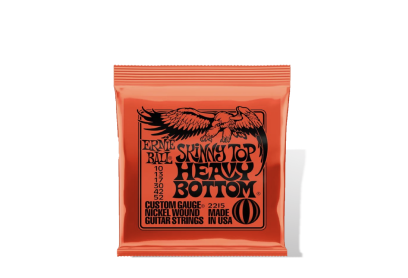 ERNIE BALL
SKINNY TOP
HEAVY
BOTTOM®
10
13
17
30
42
52
CUSTOM GAUGE® 2215 MADE
NICKEL WOUND IN USA
GUITAR STRINGS